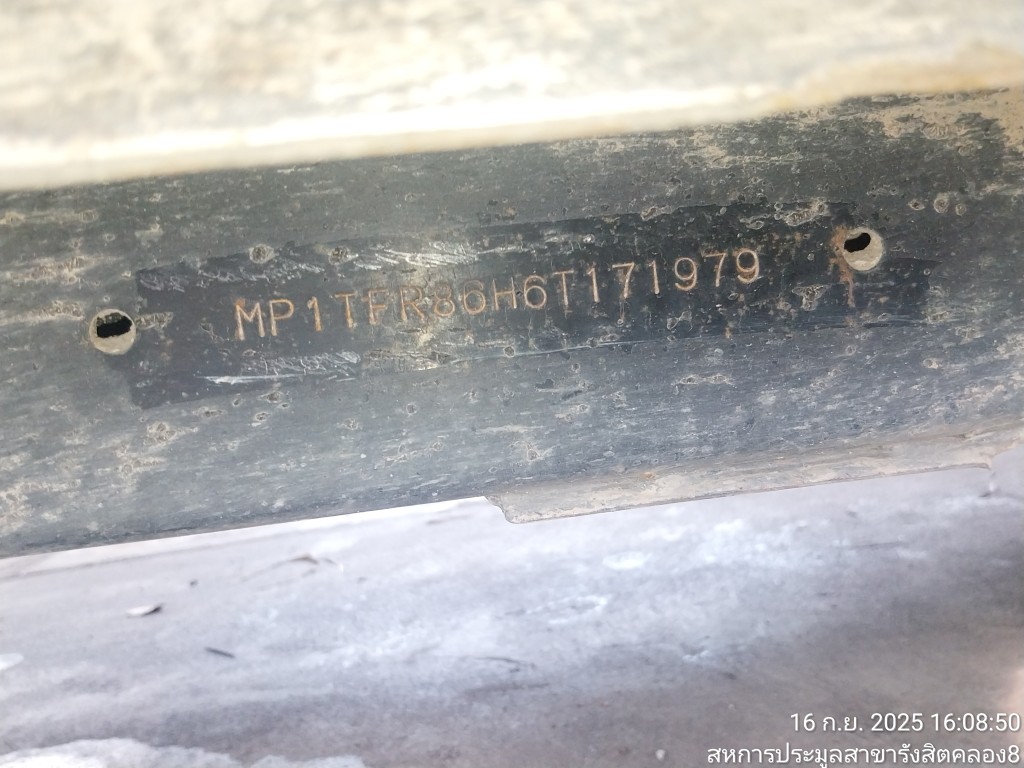 MP1TFR86H6T171979
16 ก.ย. 2025 16:08:50
สหการประมูลสาขารังสิตคลอง8